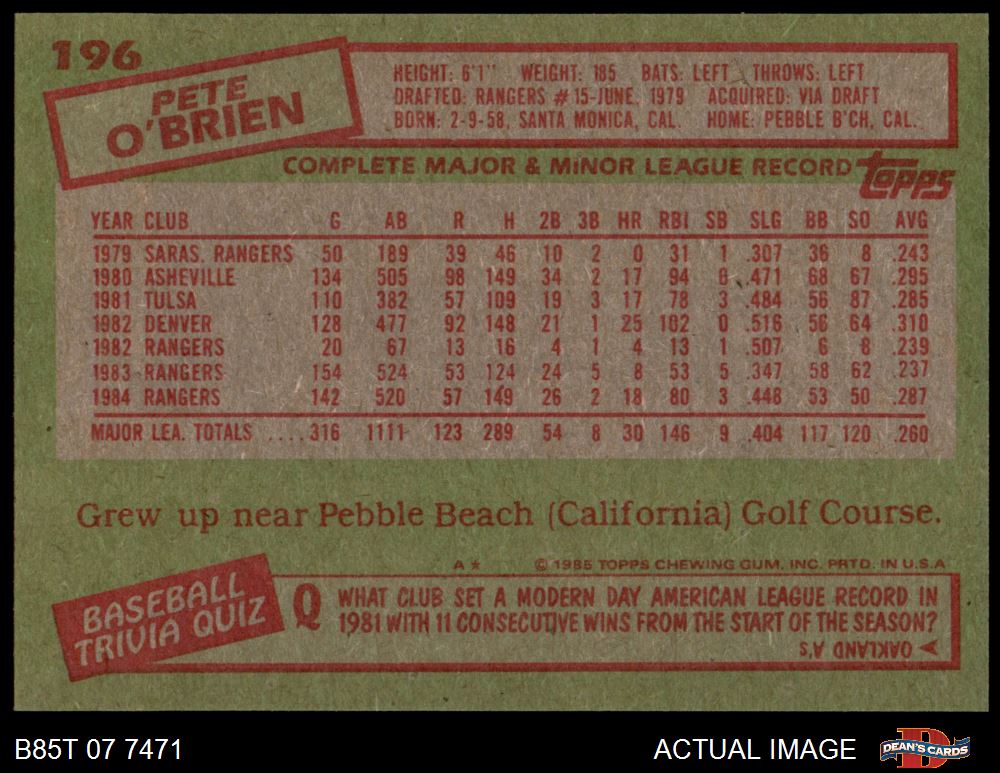 196
PETE
O'BRIEN
HEIGHT: 6'1" WEIGHT: 185 BATS: LEFT THROWS: LEFT
DRAFTED: RANGERS #15-JUNE, 1979 ACQUIRED: VIA DRAFT
BORN: 2-9-58, SANTA MONICA, CAL. HOME: PEBBLE B'CH, CAL.
COMPLETE MAJOR & MINOR LEAGUE RECORD topps
YEAR CLUB G AB R H 2B 3B HR RBI SB SLG BB SO AVG
1979 SARAS. RANGERS 50 189 39 46 10 2 0 31 1 .307 36 8 .243
1980 ASHEVILLE 134 505 98 149 34 2 17 94 6 .471 68 67 .295
1981 TULSA 110 382 57 109 19 3 17 78 3 .484 56 87 .285
1982 DENVER 128 477 92 148 21 1 25 102 0 .516 56 64 .310
1982 RANGERS 20 67 13 16 4 1 4 13 1 .507 6 8 .239
1983 RANGERS 154 524 53 124 24 5 8 53 5 .347 58 62 .237
1984 RANGERS 142 520 57 149 26 2 18 80 3 .448 53 50 .287
MAJOR LEA. TOTALS ....316 1111 123 289 54 8 30 146 9 .404 117 120 .260
Grew up near Pebble Beach (California) Golf Course.
A* © 1985 TOPPS CHEWING GUM, INC. PRTD. IN U.S.A
BASEBALL
TRIVIA QUIZ
Q WHAT CLUB SET A MODERN DAY AMERICAN LEAGUE RECORD IN
1981 WITH 11 CONSECUTIVE WINS FROM THE START OF THE SEASON?
OAKLAND A's
B85T 07 7471
ACTUAL IMAGE
DEAN'S CARDS